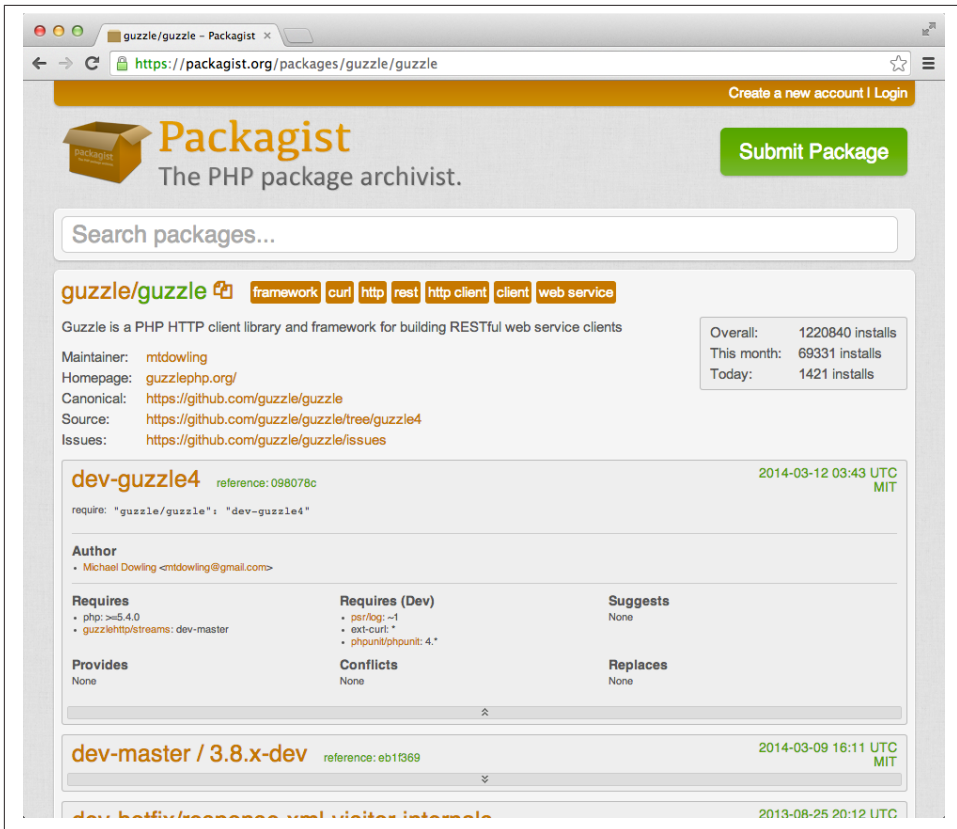 guzzle/guzzle – Packagist ×
https://packagist.org/packages/guzzle/guzzle
Create a new account | Login
packagist
Packagist
The PHP package archivist.
Submit Package
Search packages...
guzzle/guzzle framework curl http rest http client client web service
Guzzle is a PHP HTTP client library and framework for building RESTful web service clients
Overall: 1220840 installs
This month: 69331 installs
Today: 1421 installs
Maintainer: mtdowling
Homepage: guzzlephp.org/
Canonical: https://github.com/guzzle/guzzle
Source: https://github.com/guzzle/guzzle/tree/guzzle4
Issues: https://github.com/guzzle/guzzle/issues
dev-guzzle4 reference: 098078c 2014-03-12 03:43 UTC
MIT
require: "guzzle/guzzle": "dev-guzzle4"
Author
• Michael Dowling <mtdowling@gmail.com>
Requires
• php: >=5.4.0
• guzzlehttp/streams: dev-master
Requires (Dev)
• psr/log: ~1
• ext-curl: *
• phpunit/phpunit: 4.*
Suggests
None
Provides
None
Conflicts
None
Replaces
None
dev-master / 3.8.x-dev reference: eb1f369 2014-03-09 16:11 UTC
MIT
dev-hotfix/response-xml-visitor-internals 2013-08-25 20:12 UTC